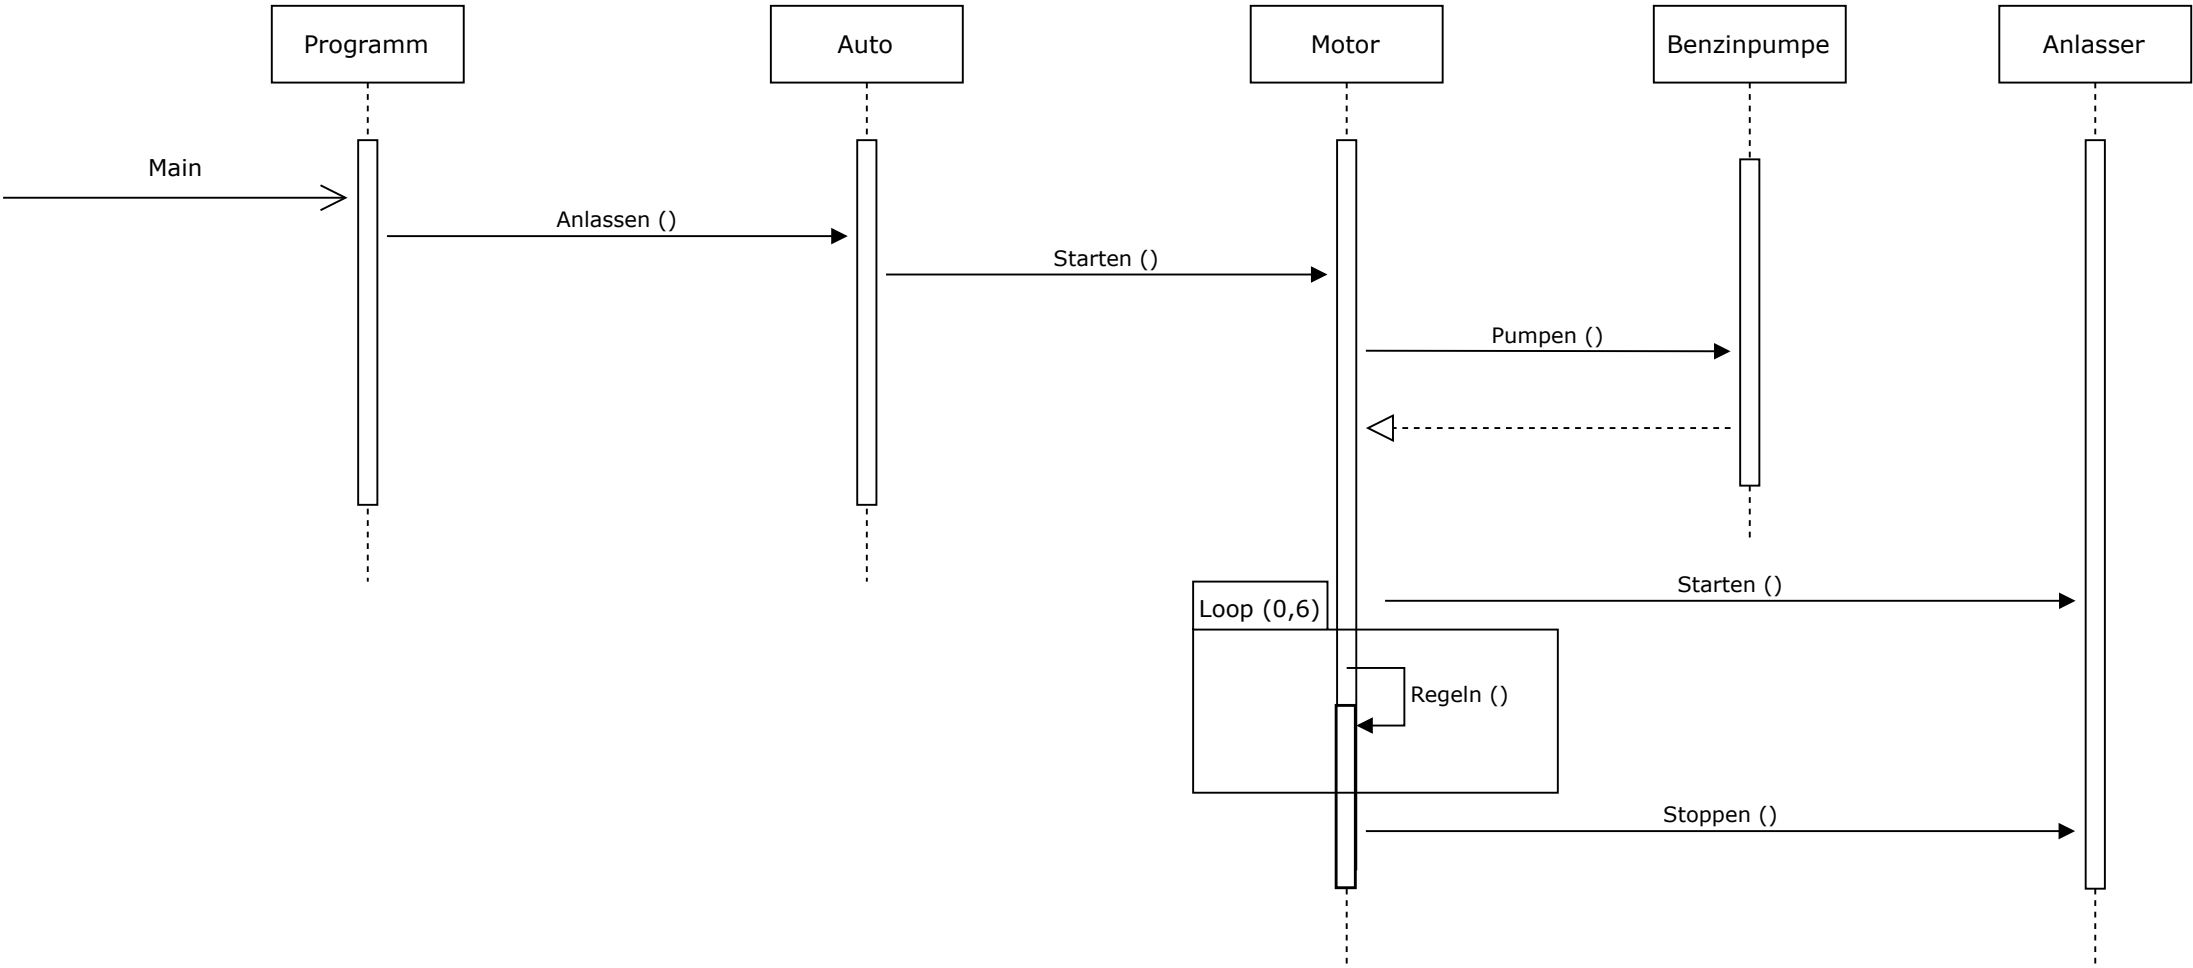 Programm
Auto
Motor
Benzinpumpe
Anlasser
Main
Anlassen ()
Starten ()
Pumpen ()
Starten ()
Loop (0,6)
Regeln ()
Stoppen ()